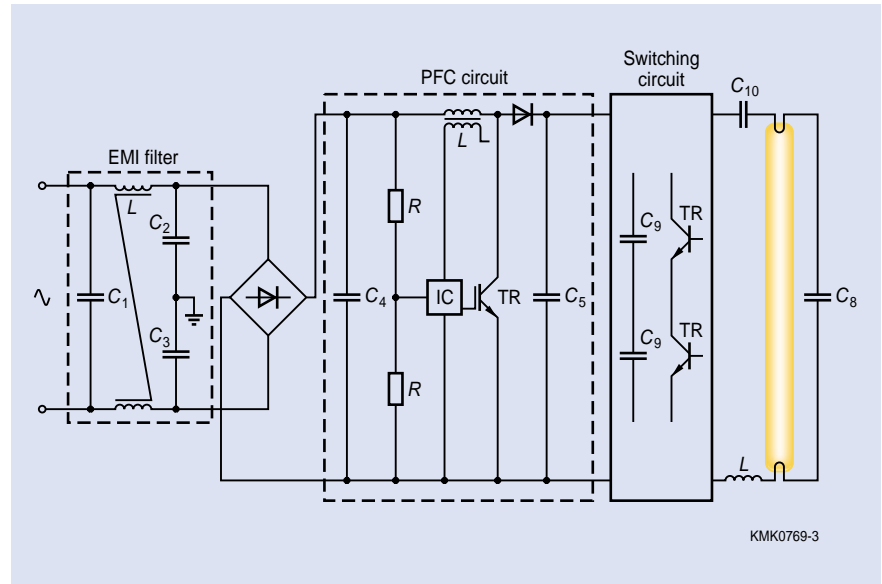 Switching
circuit
PFC circuit
EMI filter
C10
L
L
C2
R
TR
C9
C1
C4
IC
TR
C5
C8
C3
C9
TR
R
L
KMK0769-3